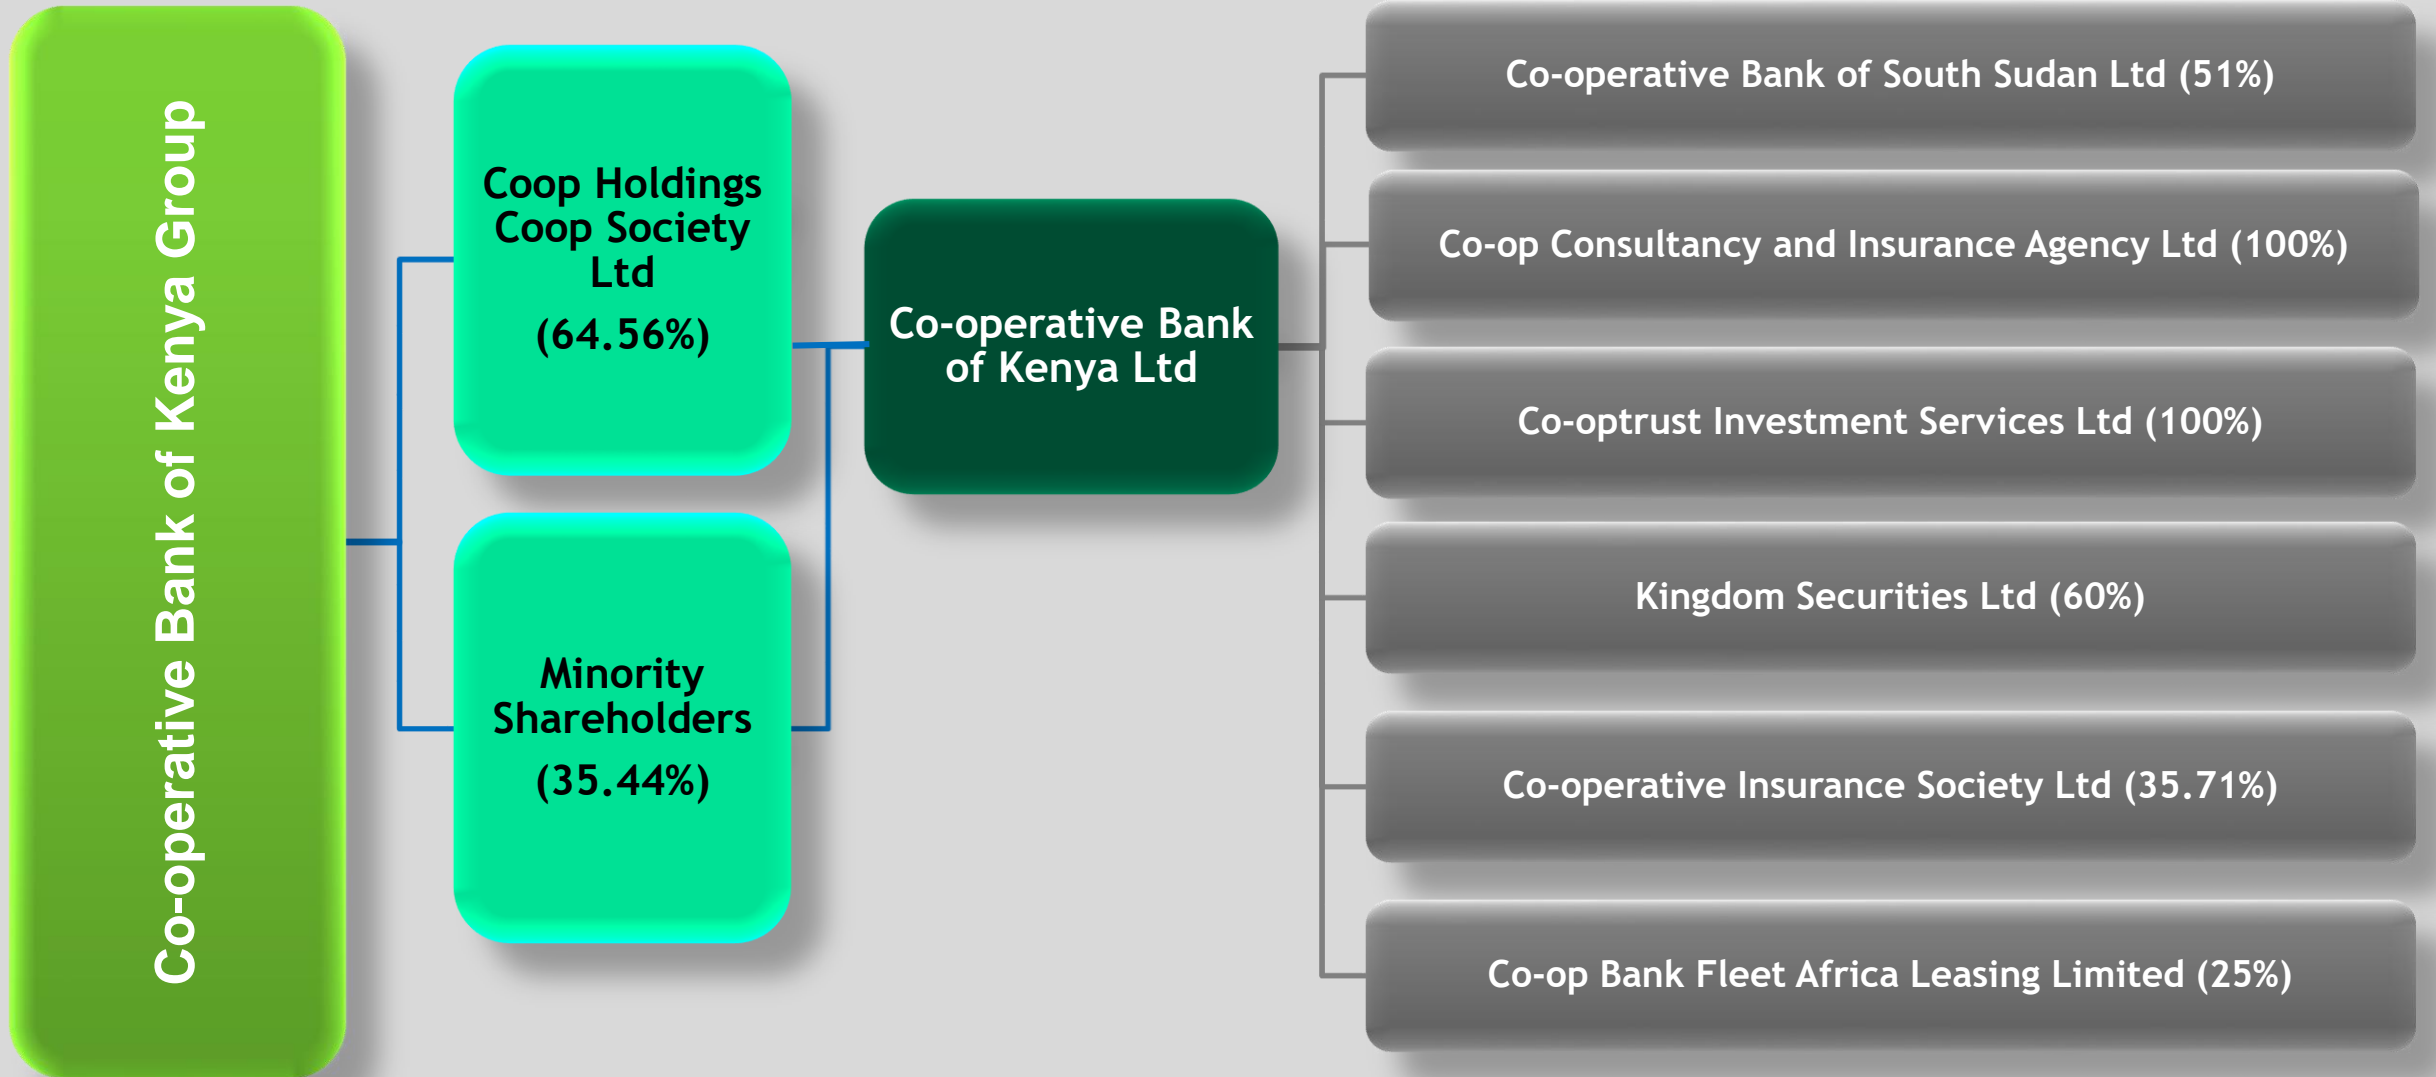 Co-operative Bank of Kenya Group
Coop Holdings
Coop Society
Ltd
(64.56%)
Minority
Shareholders
(35.44%)
Co-operative Bank
of Kenya Ltd
Co-operative Bank of South Sudan Ltd (51%)
Co-op Consultancy and Insurance Agency Ltd (100%)
Co-optrust Investment Services Ltd (100%)
Kingdom Securities Ltd (60%)
Co-operative Insurance Society Ltd (35.71%)
Co-op Bank Fleet Africa Leasing Limited (25%)